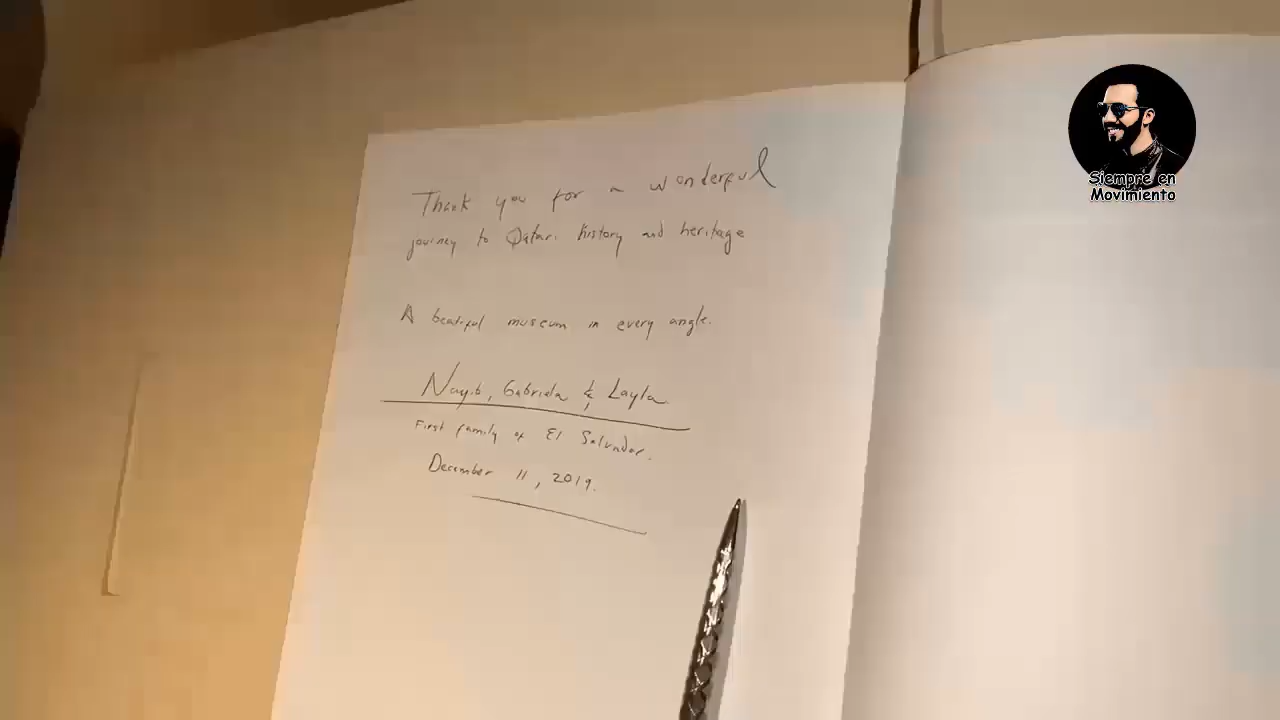 Thank you for a wonderful
journey to Qatari history and heritage
A beatiful museum in every angle.
Nayib, Gabriela & Layla.
First family of El Salvador.
December 11, 2019.
Siempre en
Movimiento